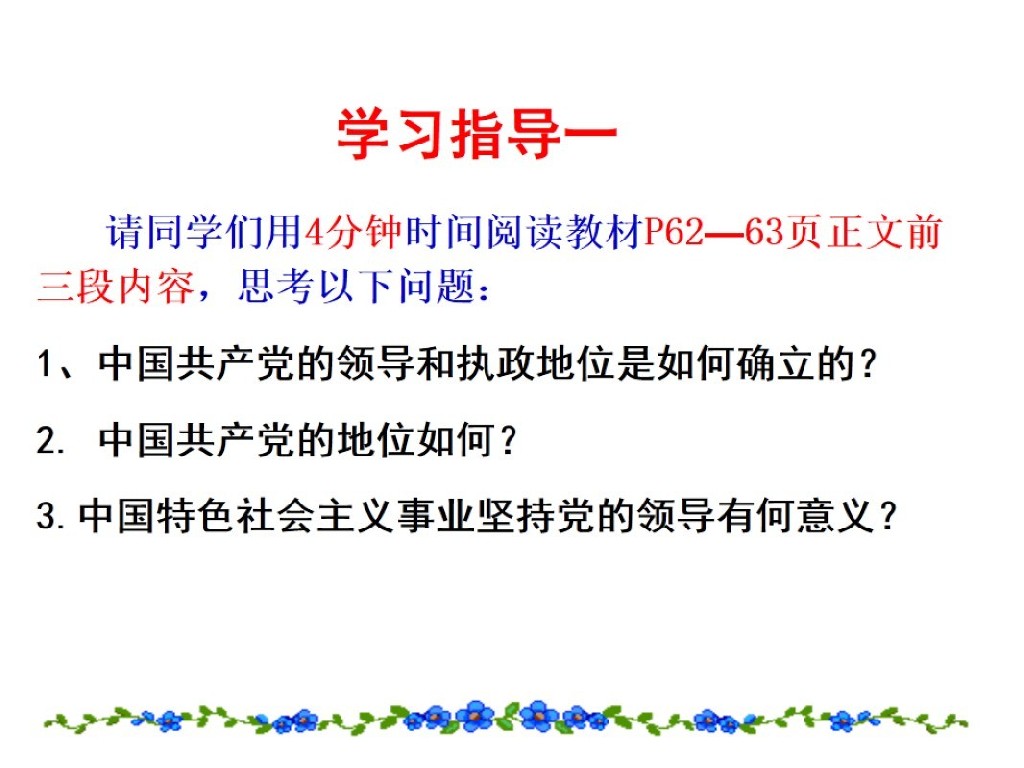 学习指导一
请同学们用4分钟时间阅读教材P62—63页正文前
三段内容，思考以下问题：
1、中国共产党的领导和执政地位是如何确立的？
2. 中国共产党的地位如何？
3.中国特色社会主义事业坚持党的领导有何意义？